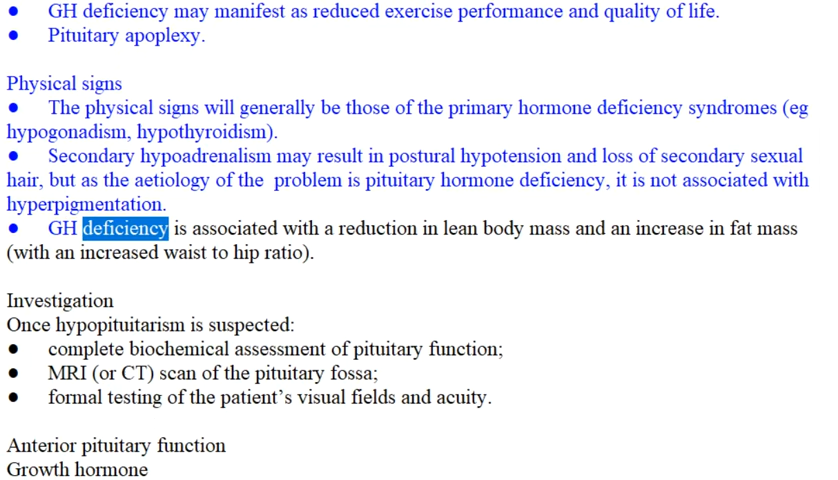 ● GH deficiency may manifest as reduced exercise performance and quality of life.
● Pituitary apoplexy.
Physical signs
● The physical signs will generally be those of the primary hormone deficiency syndromes (eg
hypogonadism, hypothyroidism).
● Secondary hypoadrenalism may result in postural hypotension and loss of secondary sexual
hair, but as the aetiology of the problem is pituitary hormone deficiency, it is not associated with
hyperpigmentation.
● GH deficiency is associated with a reduction in lean body mass and an increase in fat mass
(with an increased waist to hip ratio).
Investigation
Once hypopituitarism is suspected:
● complete biochemical assessment of pituitary function;
● MRI (or CT) scan of the pituitary fossa;
● formal testing of the patient’s visual fields and acuity.
Anterior pituitary function
Growth hormone